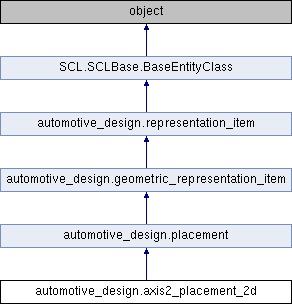 object
SCL.SCLBase.BaseEntityClass
automotive_design.representation_item
automotive_design.geometric_representation_item
automotive_design.placement
automotive_design.axis2_placement_2d